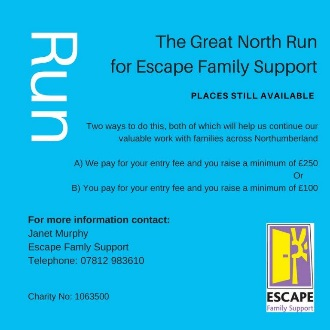 Run
The Great North Run
for Escape Family Support
PLACES STILL AVAILABLE
Two ways to do this, both of which will help us continue our
valuable work with families across Northumberland
A) We pay for your entry fee and you raise a minimum of £250
Or
B) You pay for your entry fee and you raise a minimum of £100
For more information contact:
Janet Murphy
Escape Famly Support
Telephone: 07812 983610
Charity No: 1063500
ESCAPE
Family Support